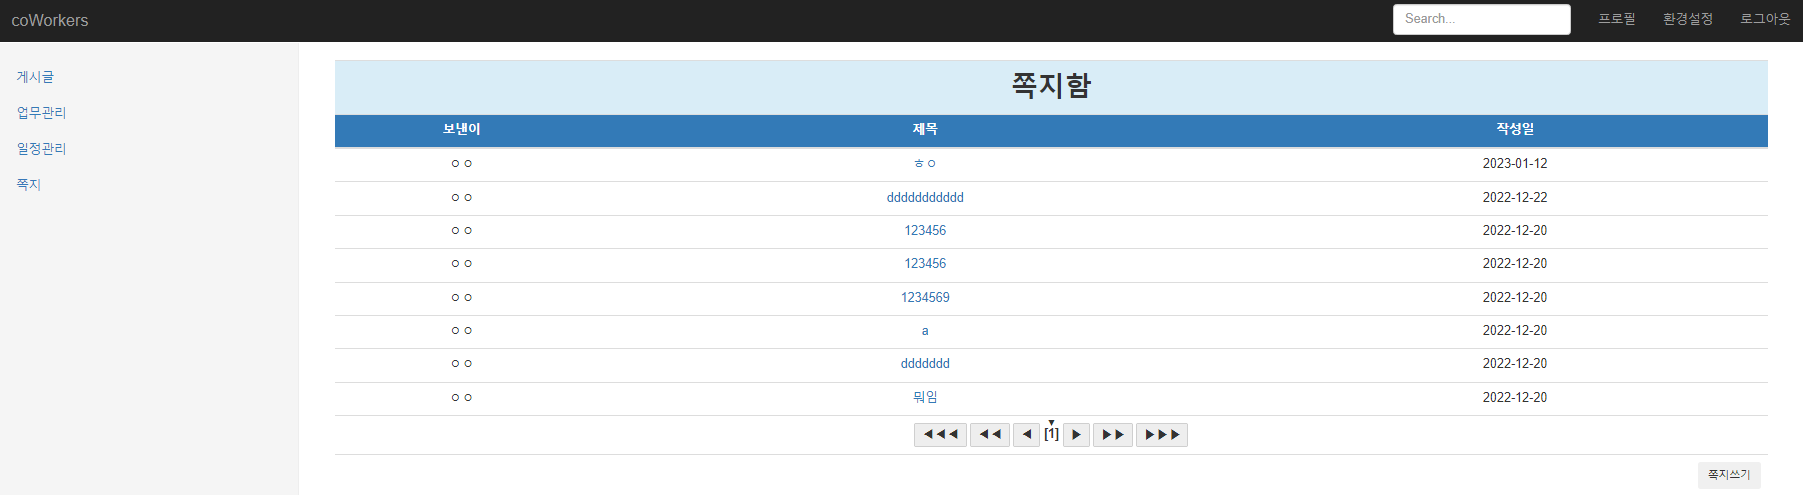 coWorkers Search... 프로필 환경설정 로그아웃
게시글
업무관리
일정관리
쪽지
쪽지함
보낸이 제목 작성일
ㅇㅇ ㅎㅇ 2023-01-12
ㅇㅇ ddddddddddd 2022-12-22
ㅇㅇ 123456 2022-12-20
ㅇㅇ 123456 2022-12-20
ㅇㅇ 1234569 2022-12-20
ㅇㅇ a 2022-12-20
ㅇㅇ ddddddd 2022-12-20
ㅇㅇ 뭐임 2022-12-20
◀◀◀ ◀◀ ◀ [1] ▶ ▶▶ ▶▶▶
쪽지쓰기